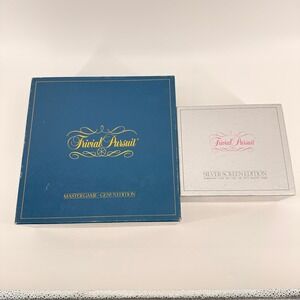 Trivial Pursuit
MASTER GAME - GENUS EDITION
Trivial Pursuit
SILVER SCREEN EDITION